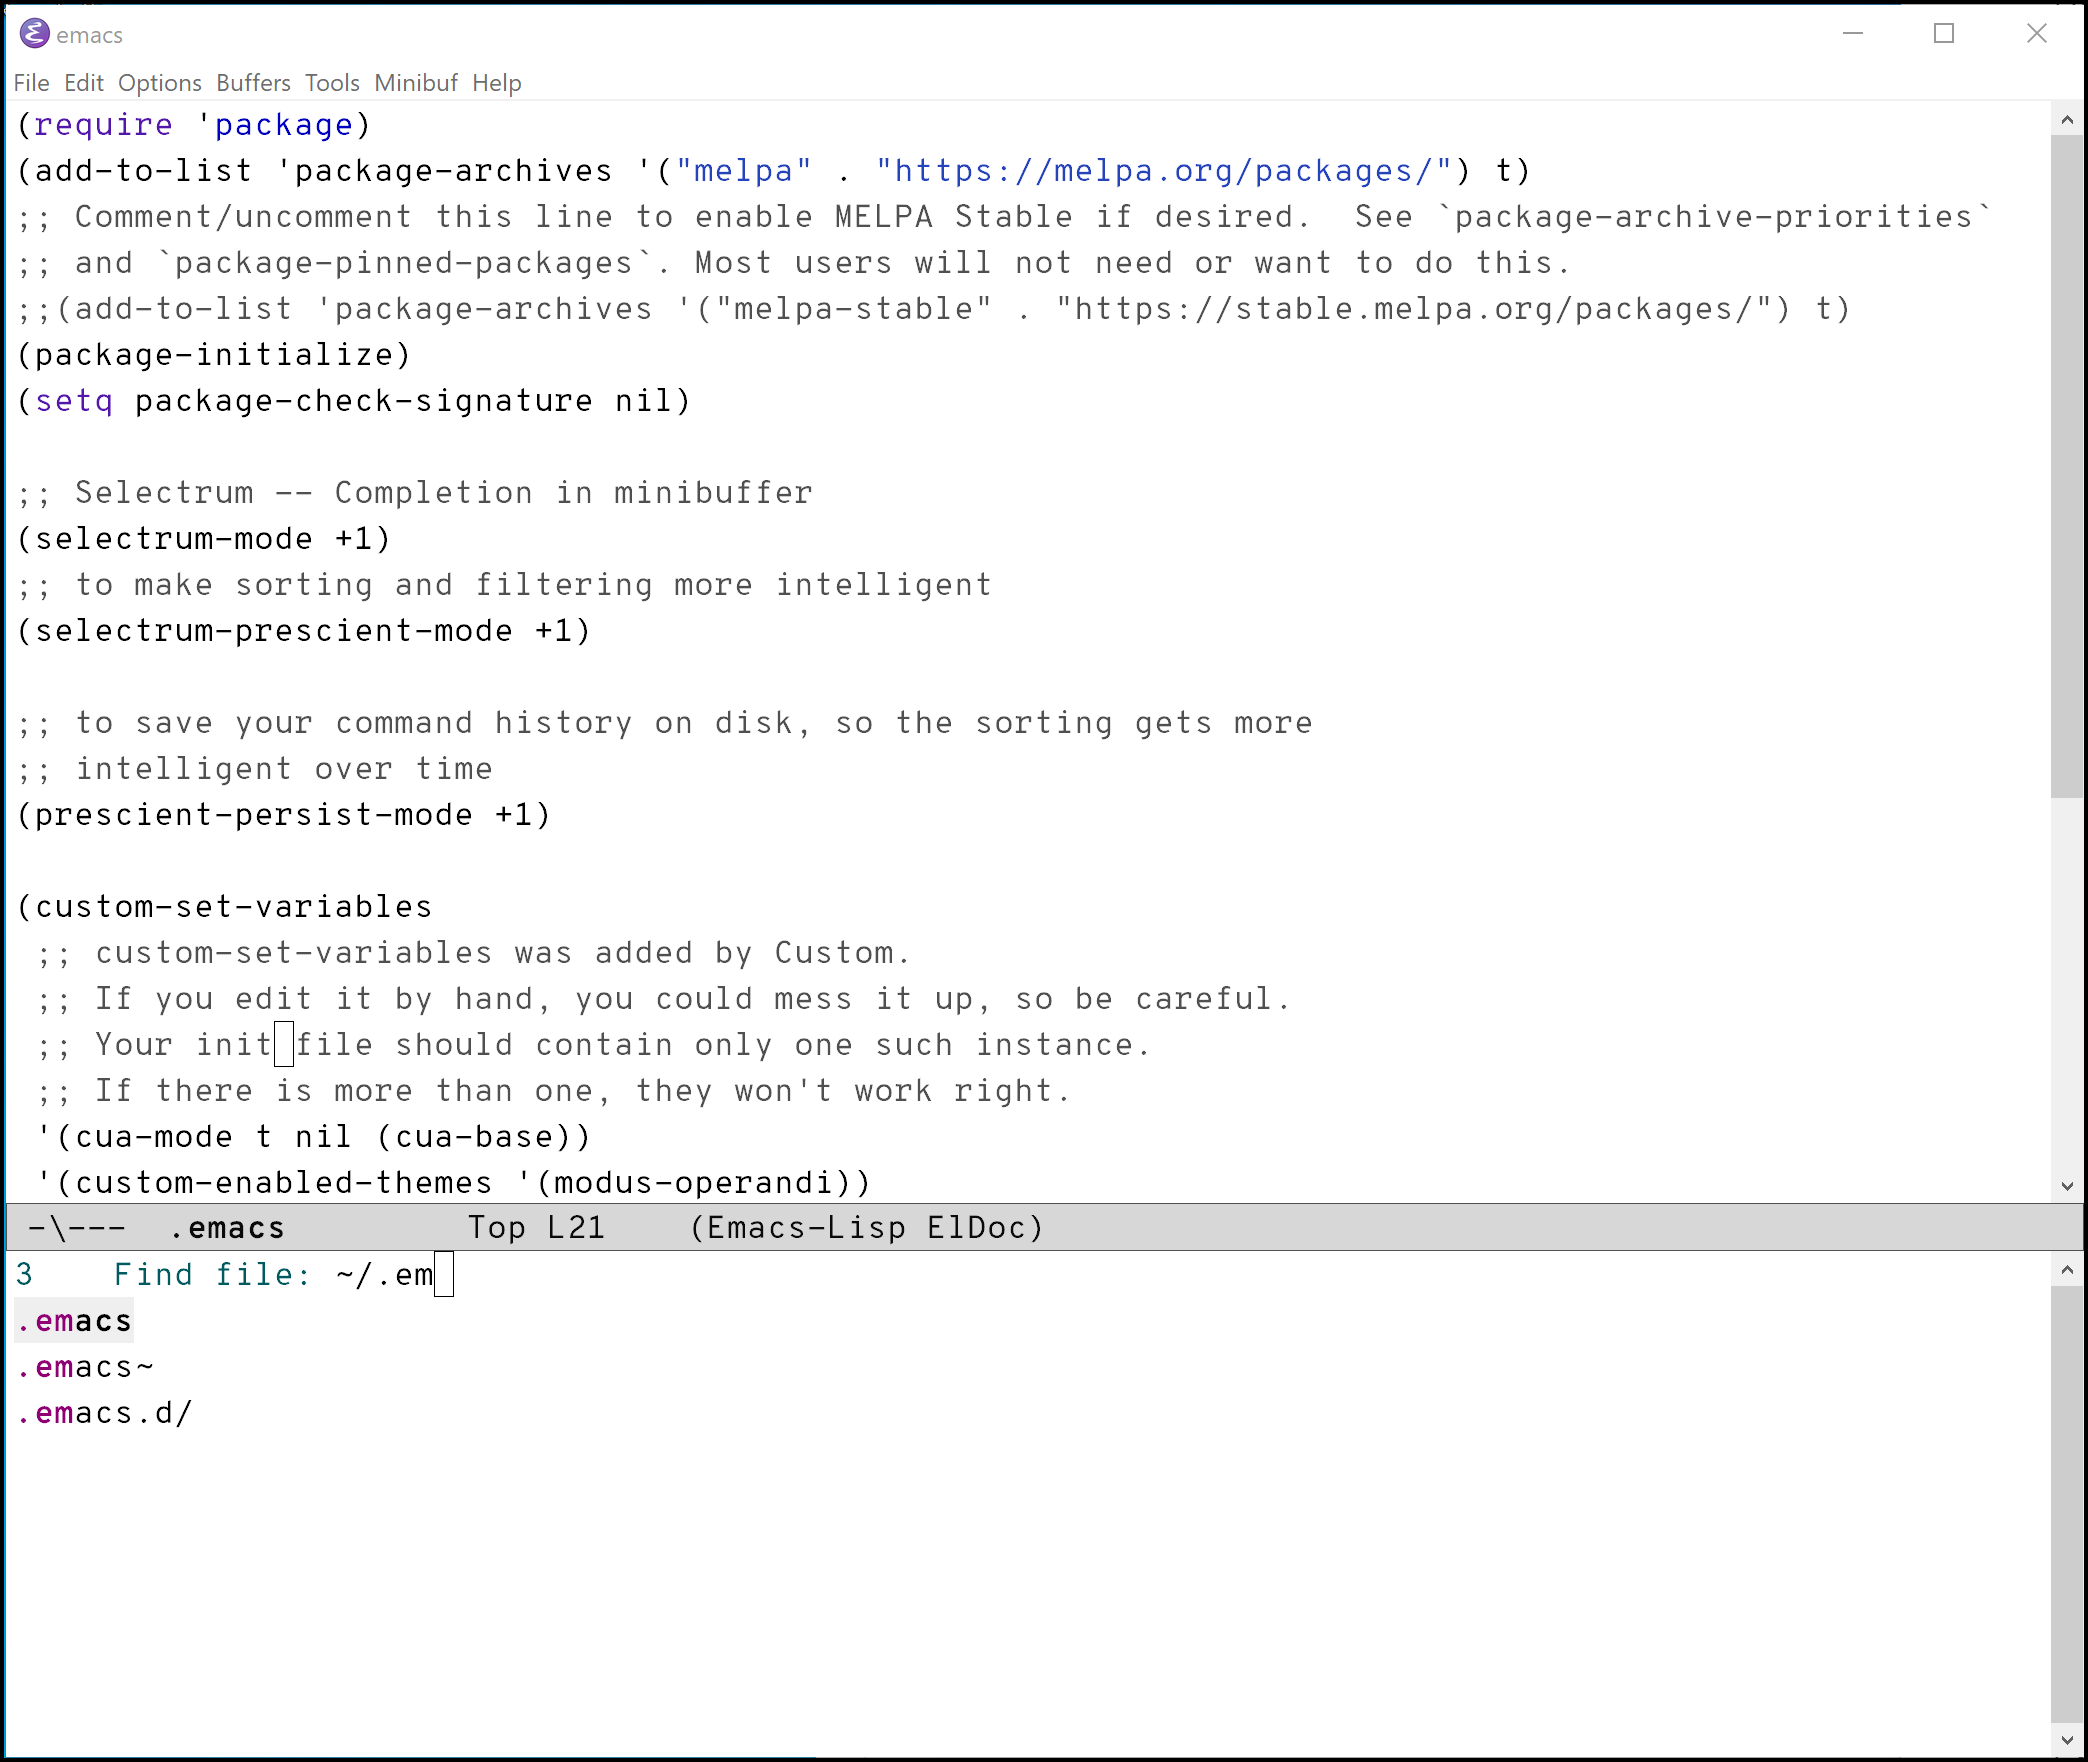 emacs
File Edit Options Buffers Tools Minibuf Help
(require 'package)
(add-to-list 'package-archives '("melpa" . "https://melpa.org/packages/") t)
;; Comment/uncomment this line to enable MELPA Stable if desired.  See `package-archive-priorities`
;; and `package-pinned-packages`. Most users will not need or want to do this.
;;(add-to-list 'package-archives '("melpa-stable" . "https://stable.melpa.org/packages/") t)
(package-initialize)
(setq package-check-signature nil)
;; Selectrum -- Completion in minibuffer
(selectrum-mode +1)
;; to make sorting and filtering more intelligent
(selectrum-prescient-mode +1)
;; to save your command history on disk, so the sorting gets more
;; intelligent over time
(prescient-persist-mode +1)
(custom-set-variables
 ;; custom-set-variables was added by Custom.
 ;; If you edit it by hand, you could mess it up, so be careful.
 ;; Your init file should contain only one such instance.
 ;; If there is more than one, they won't work right.
 '(cua-mode t nil (cua-base))
 '(custom-enabled-themes '(modus-operandi))
-\--- .emacs Top L21 (Emacs-Lisp ElDoc)
3 Find file: ~/.em
.emacs
.emacs~
.emacs.d/